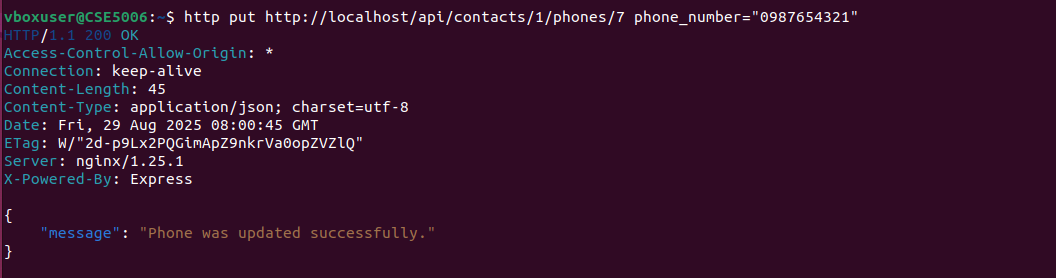 vboxuser@CSE5006:~$ http put http://localhost/api/contacts/1/phones/7 phone_number="0987654321"
HTTP/1.1 200 OK
Access-Control-Allow-Origin: *
Connection: keep-alive
Content-Length: 45
Content-Type: application/json; charset=utf-8
Date: Fri, 29 Aug 2025 08:00:45 GMT
ETag: W/"2d-p9Lx2PQGimApZ9nkrVa0opZVZlQ"
Server: nginx/1.25.1
X-Powered-By: Express

{
    "message": "Phone was updated successfully."
}